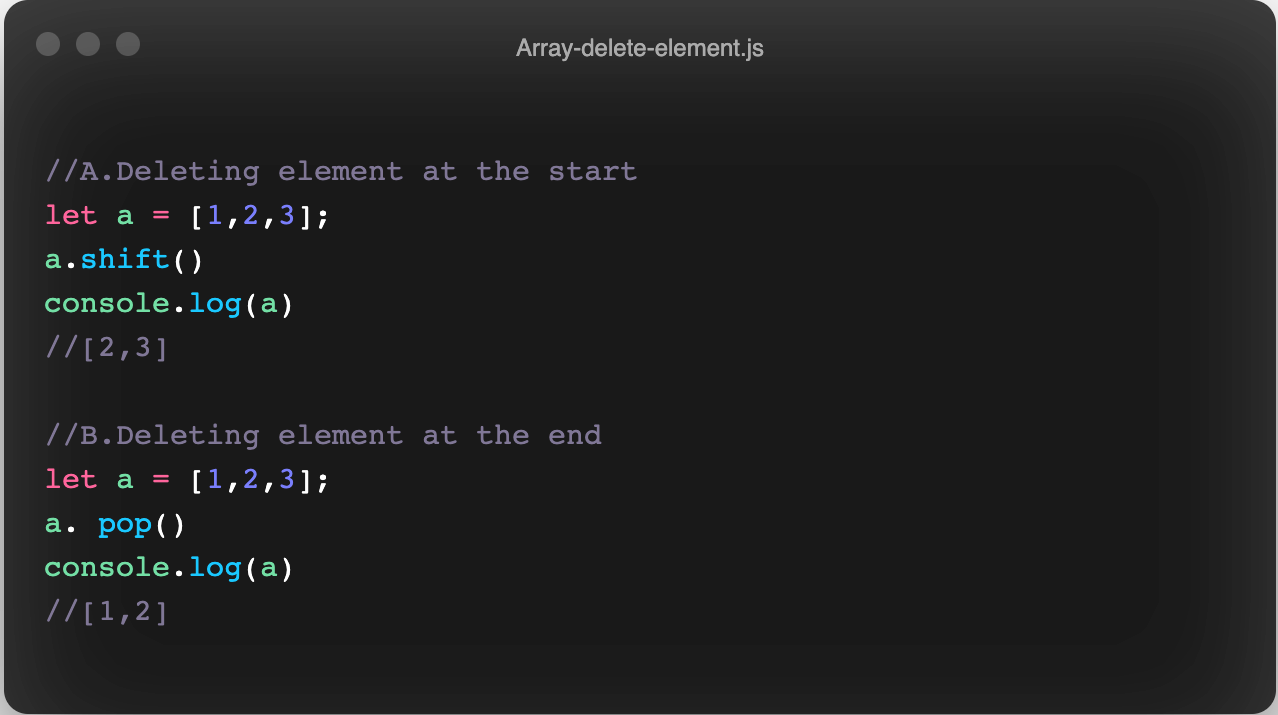 Array-delete-element.js
//A.Deleting element at the start
let a = [1,2,3];
a.shift()
console.log(a)
//[2,3]
//B.Deleting element at the end
let a = [1,2,3];
a. pop()
console.log(a)
//[1,2]